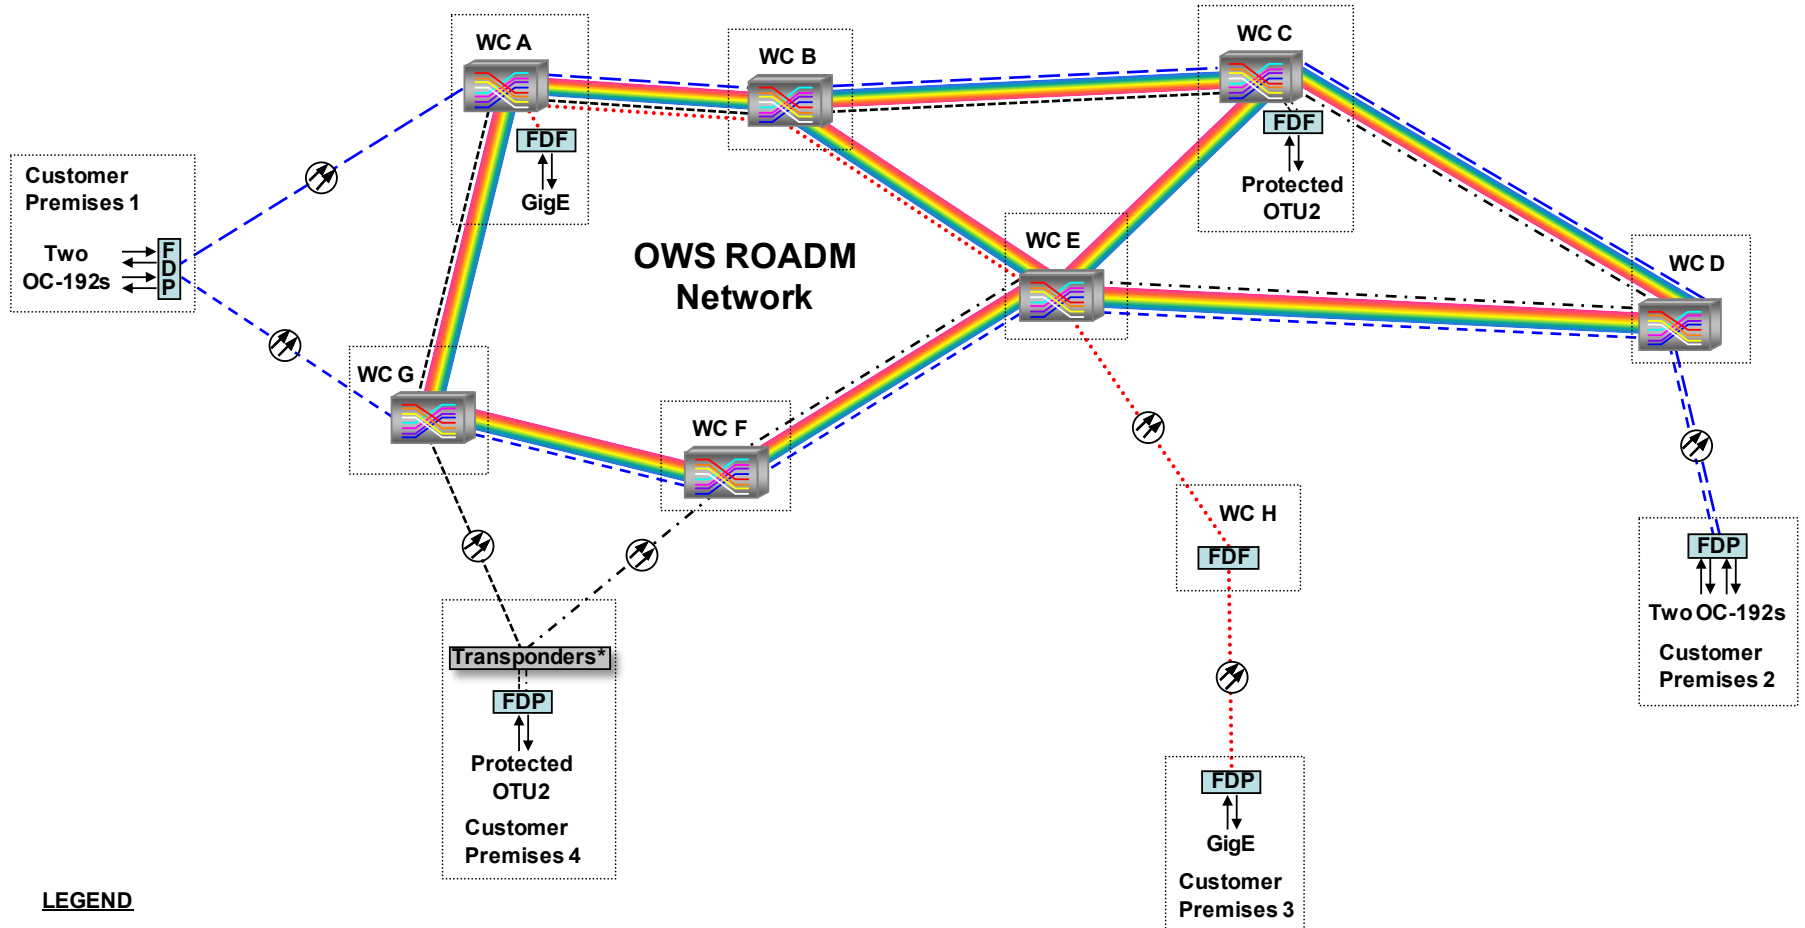 WC A
WC B
WC C
FDF
GigE
FDF
Protected
OTU2
Customer
Premises 1
Two
OC-192s
F
D
P
OWS ROADM
Network
WC E
WC D
WC G
WC F
WC H
FDF
FDP
Two OC-192s
Customer
Premises 2
Transponders*
FDP
Protected
OTU2
Customer
Premises 4
FDP
GigE
Customer
Premises 3
LEGEND